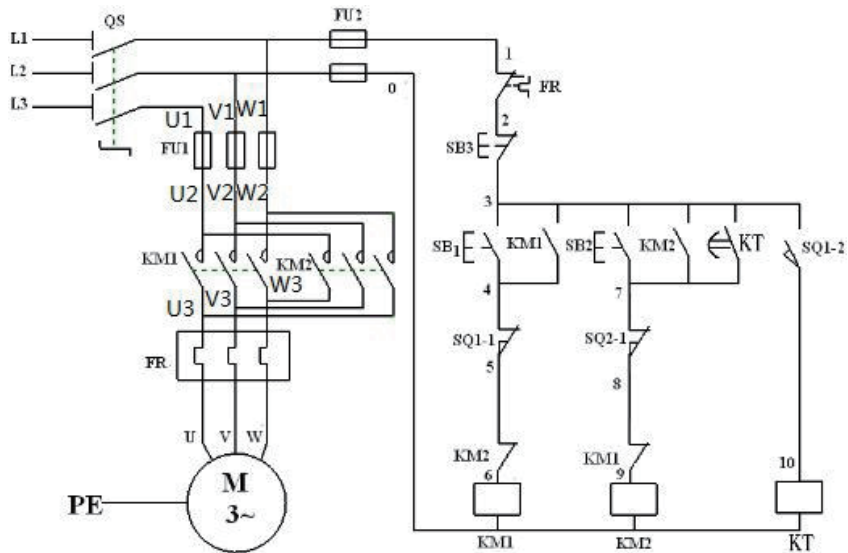 QS
FU2
L1
L2
L3
0
1
FR
2
SB3
U1 V1 W1
FU1
U2 V2 W2
3
KM1
KM2
SB1
KM1
SB2
KM2
KT
SQ1-2
W3
V3
U3
4
7
SQ1-1
SQ2-1
5
8
FR
U
V
W
KM2
KM1
6
9
10
M
3~
PE
KM1
KM2
KT